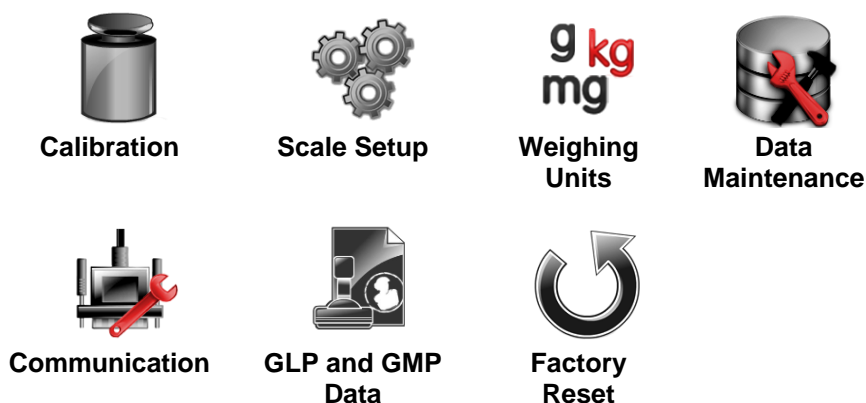 g kg
mg
Calibration
Scale Setup
Weighing
Units
Data
Maintenance
Communication
GLP and GMP
Data
Factory
Reset